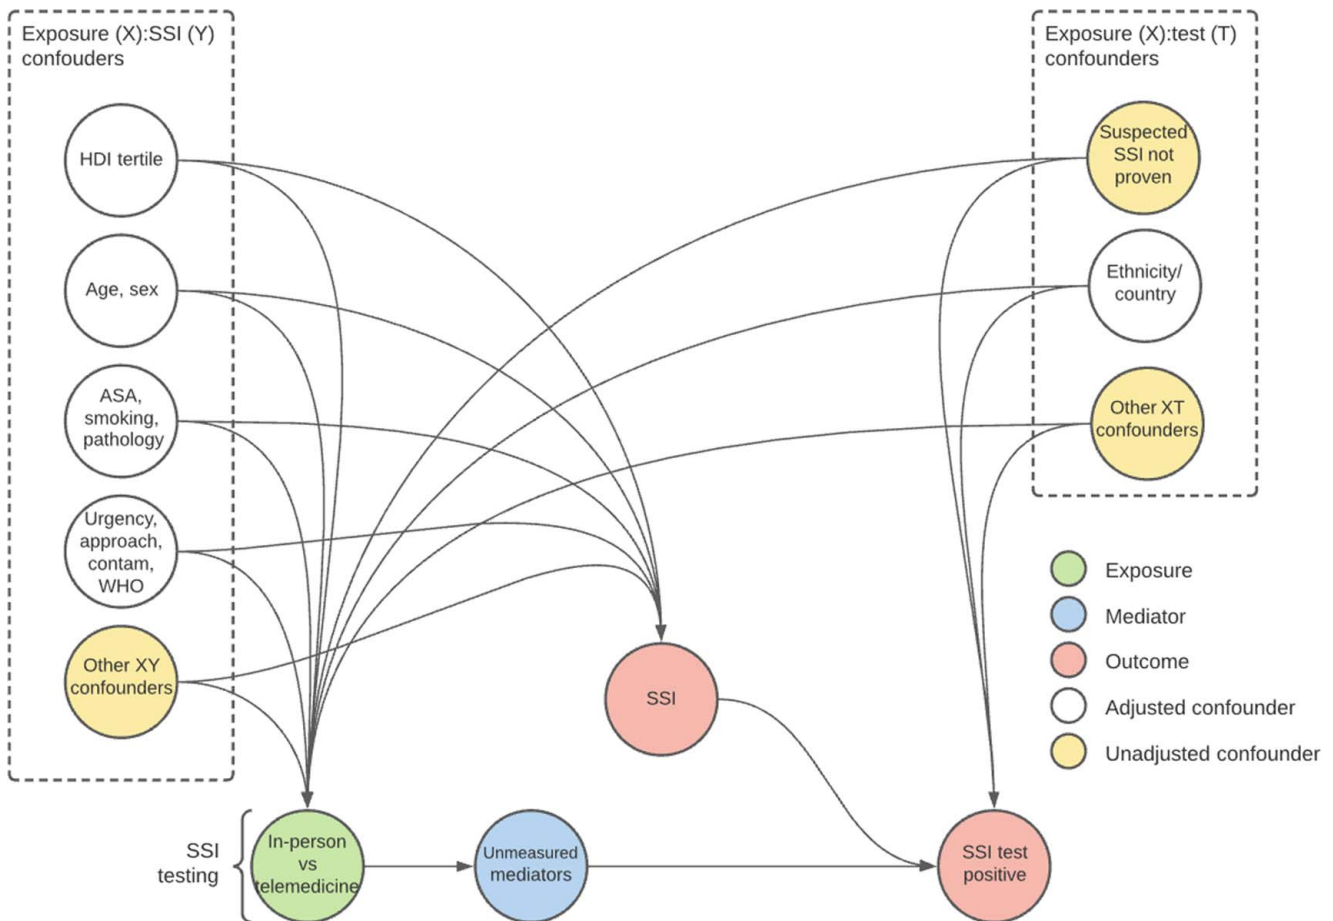 Exposure (X):SSI (Y)
confouders
HDI tertile
Age, sex
ASA,
smoking,
pathology
Urgency,
approach,
contam,
WHO
Other XY
confounders
Exposure (X):test (T)
confounders
Suspected
SSI not
proven
Ethnicity/
country
Other XT
confounders
Exposure
Mediator
Outcome
Adjusted confounder
Unadjusted confounder
SSI
SSI
testing
In-person
vs
telemedicine
Unmeasured
mediators
SSI test
positive